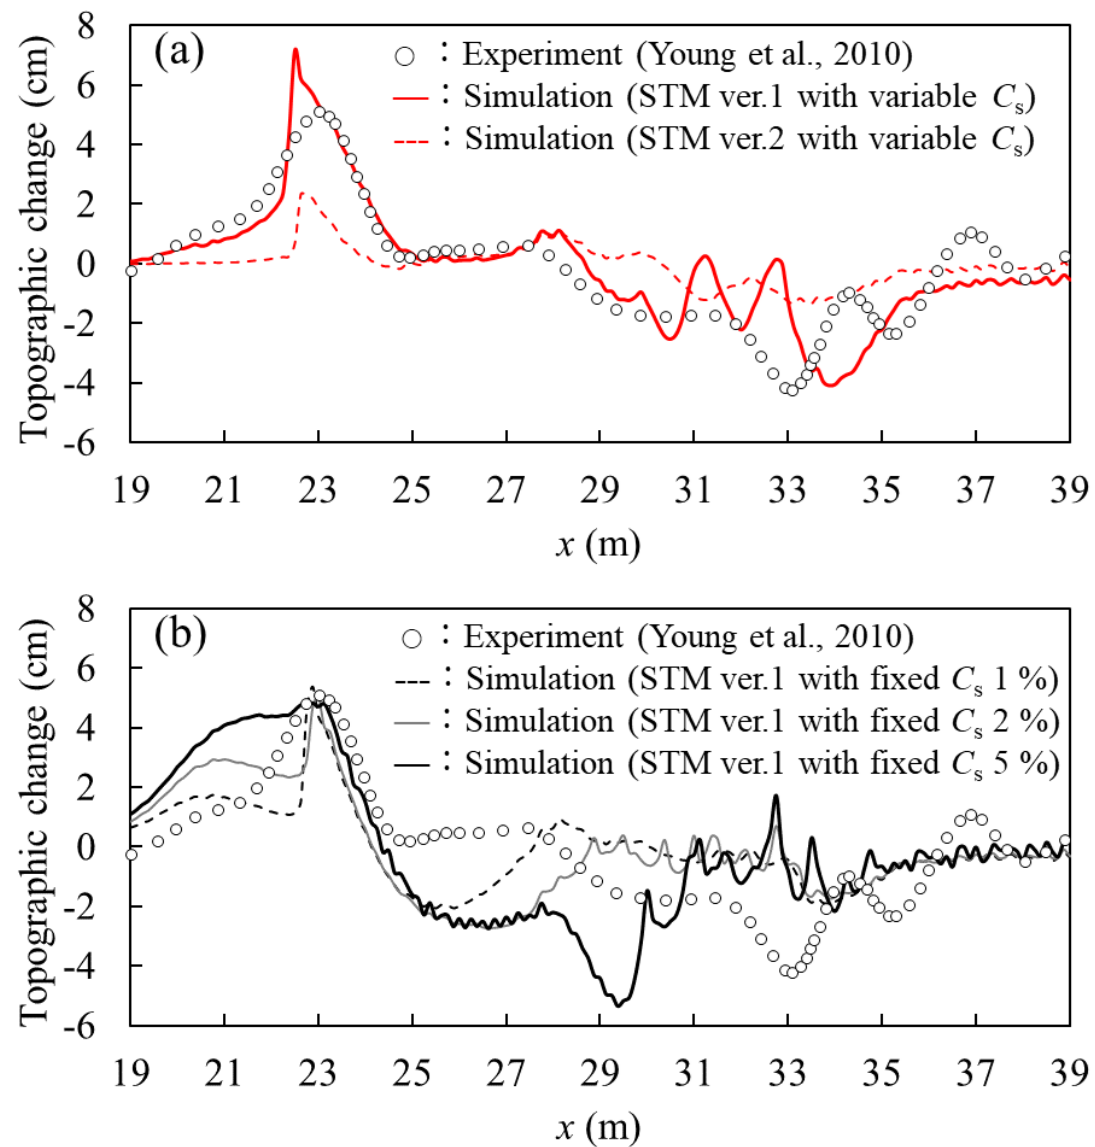 (a)
○ : Experiment (Young et al., 2010)
: Simulation (STM ver.1 with variable Cs)
: Simulation (STM ver.2 with variable Cs)
Topographic change (cm)
8
6
4
2
0
-2
-4
-6
19 21 23 25 27 29 31 33 35 37 39
x (m)
(b)
○ : Experiment (Young et al., 2010)
: Simulation (STM ver.1 with fixed Cs 1 %)
: Simulation (STM ver.1 with fixed Cs 2 %)
: Simulation (STM ver.1 with fixed Cs 5 %)
Topographic change (cm)
8
6
4
2
0
-2
-4
-6
19 21 23 25 27 29 31 33 35 37 39
x (m)